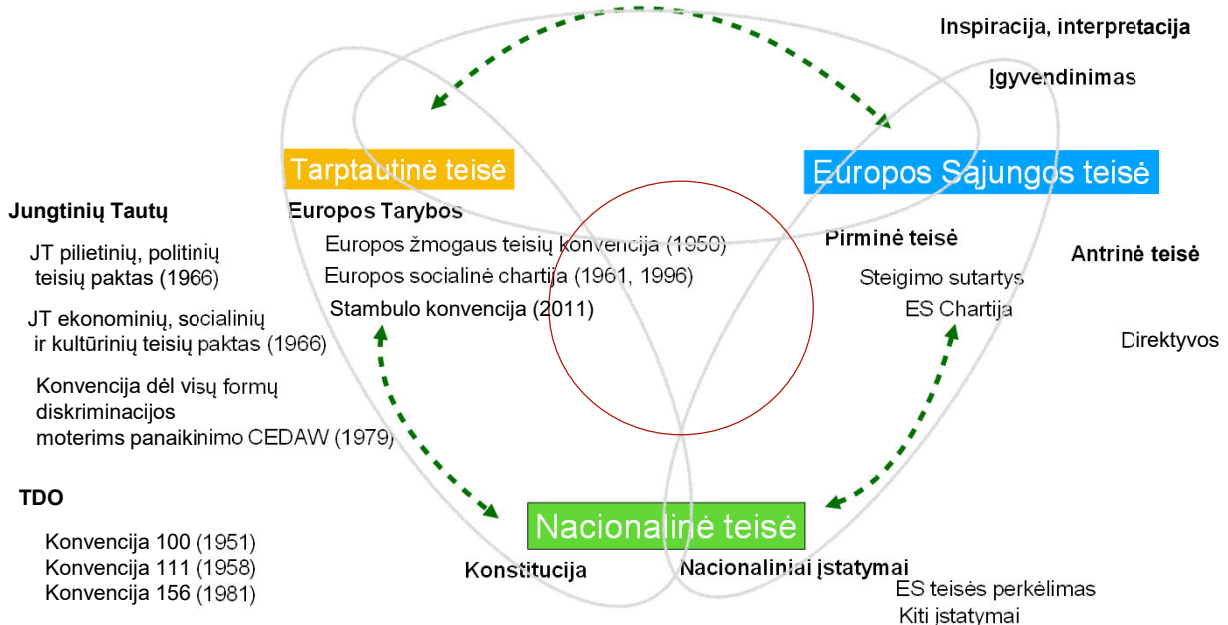 Inspiracija, interpretacija
Įgyvendinimas
Tarptautinė teisė
Europos Sąjungos teisė
Jungtinių Tautų
JT pilietinių, politinių
teisių paktas (1966)
JT ekonominių, socialinių
ir kultūrinių teisių paktas (1966)
Konvencija dėl visų formų
diskriminacijos
moterims panaikinimo CEDAW (1979)
TDO
Konvencija 100 (1951)
Konvencija 111 (1958)
Konvencija 156 (1981)
Europos Tarybos
Europos žmogaus teisių konvencija (1950)
Europos socialinė chartija (1961, 1996)
Stambulo konvencija (2011)
Pirminė teisė
Steigimo sutartys
ES Chartija
Antrinė teisė
Direktyvos
Nacionalinė teisė
Konstitucija
Nacionaliniai įstatymai
ES teisės perkėlimas
Kiti įstatymai